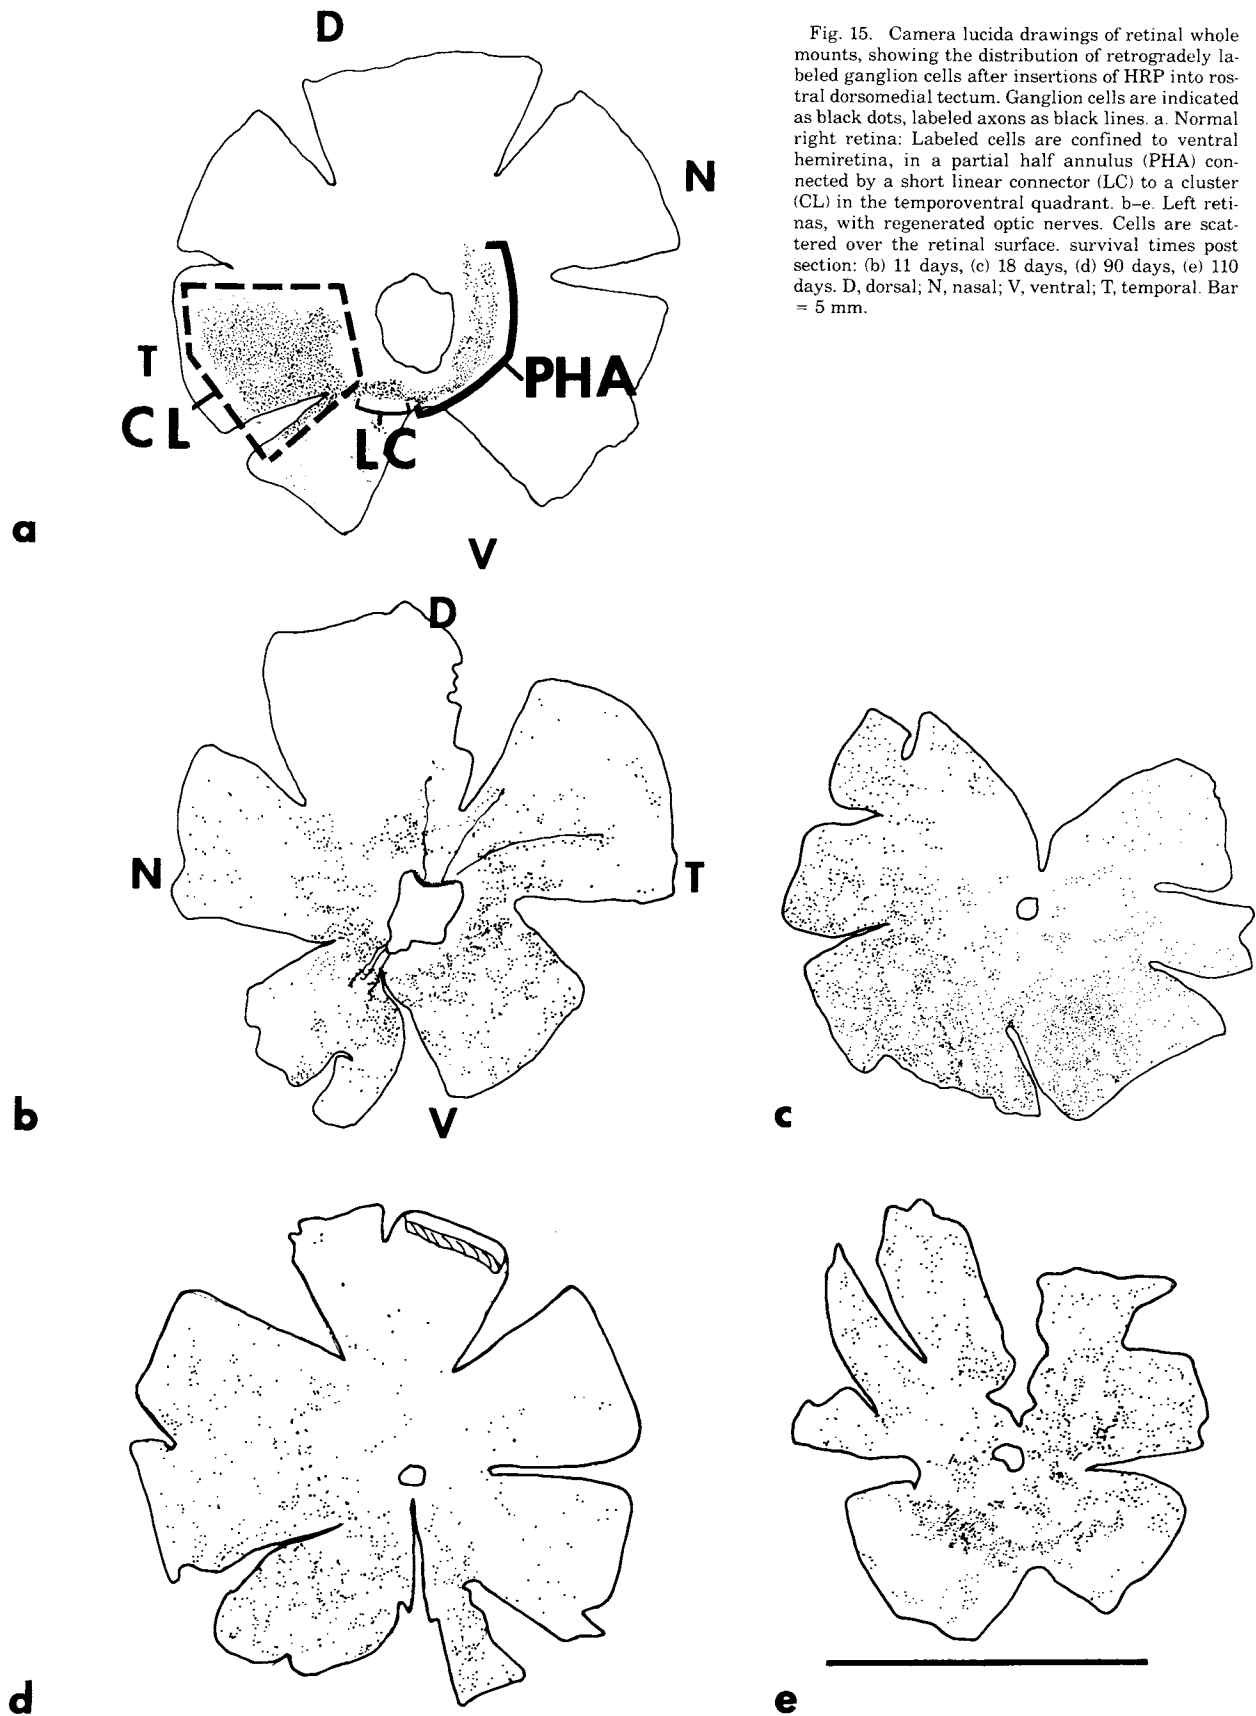 D
Fig. 15. Camera lucida drawings of retinal whole
mounts, showing the distribution of retrogradely la-
beled ganglion cells after insertions of HRP into ros-
tral dorsomedial tectum. Ganglion cells are indicated
as black dots, labeled axons as black lines. a. Normal
right retina: Labeled cells are confined to ventral
hemiretina, in a partial half annulus (PHA) con-
nected by a short linear connector (LC) to a cluster
(CL) in the temporoventral quadrant. b–e. Left reti-
nas, with regenerated optic nerves. Cells are scat-
tered over the retinal surface. survival times post
section: (b) 11 days, (c) 18 days, (d) 90 days, (e) 110
days. D, dorsal; N, nasal; V, ventral; T, temporal. Bar
= 5 mm.
N
T
PHA
CL
LC
a
V
D
N
T
b
V
c
d
e